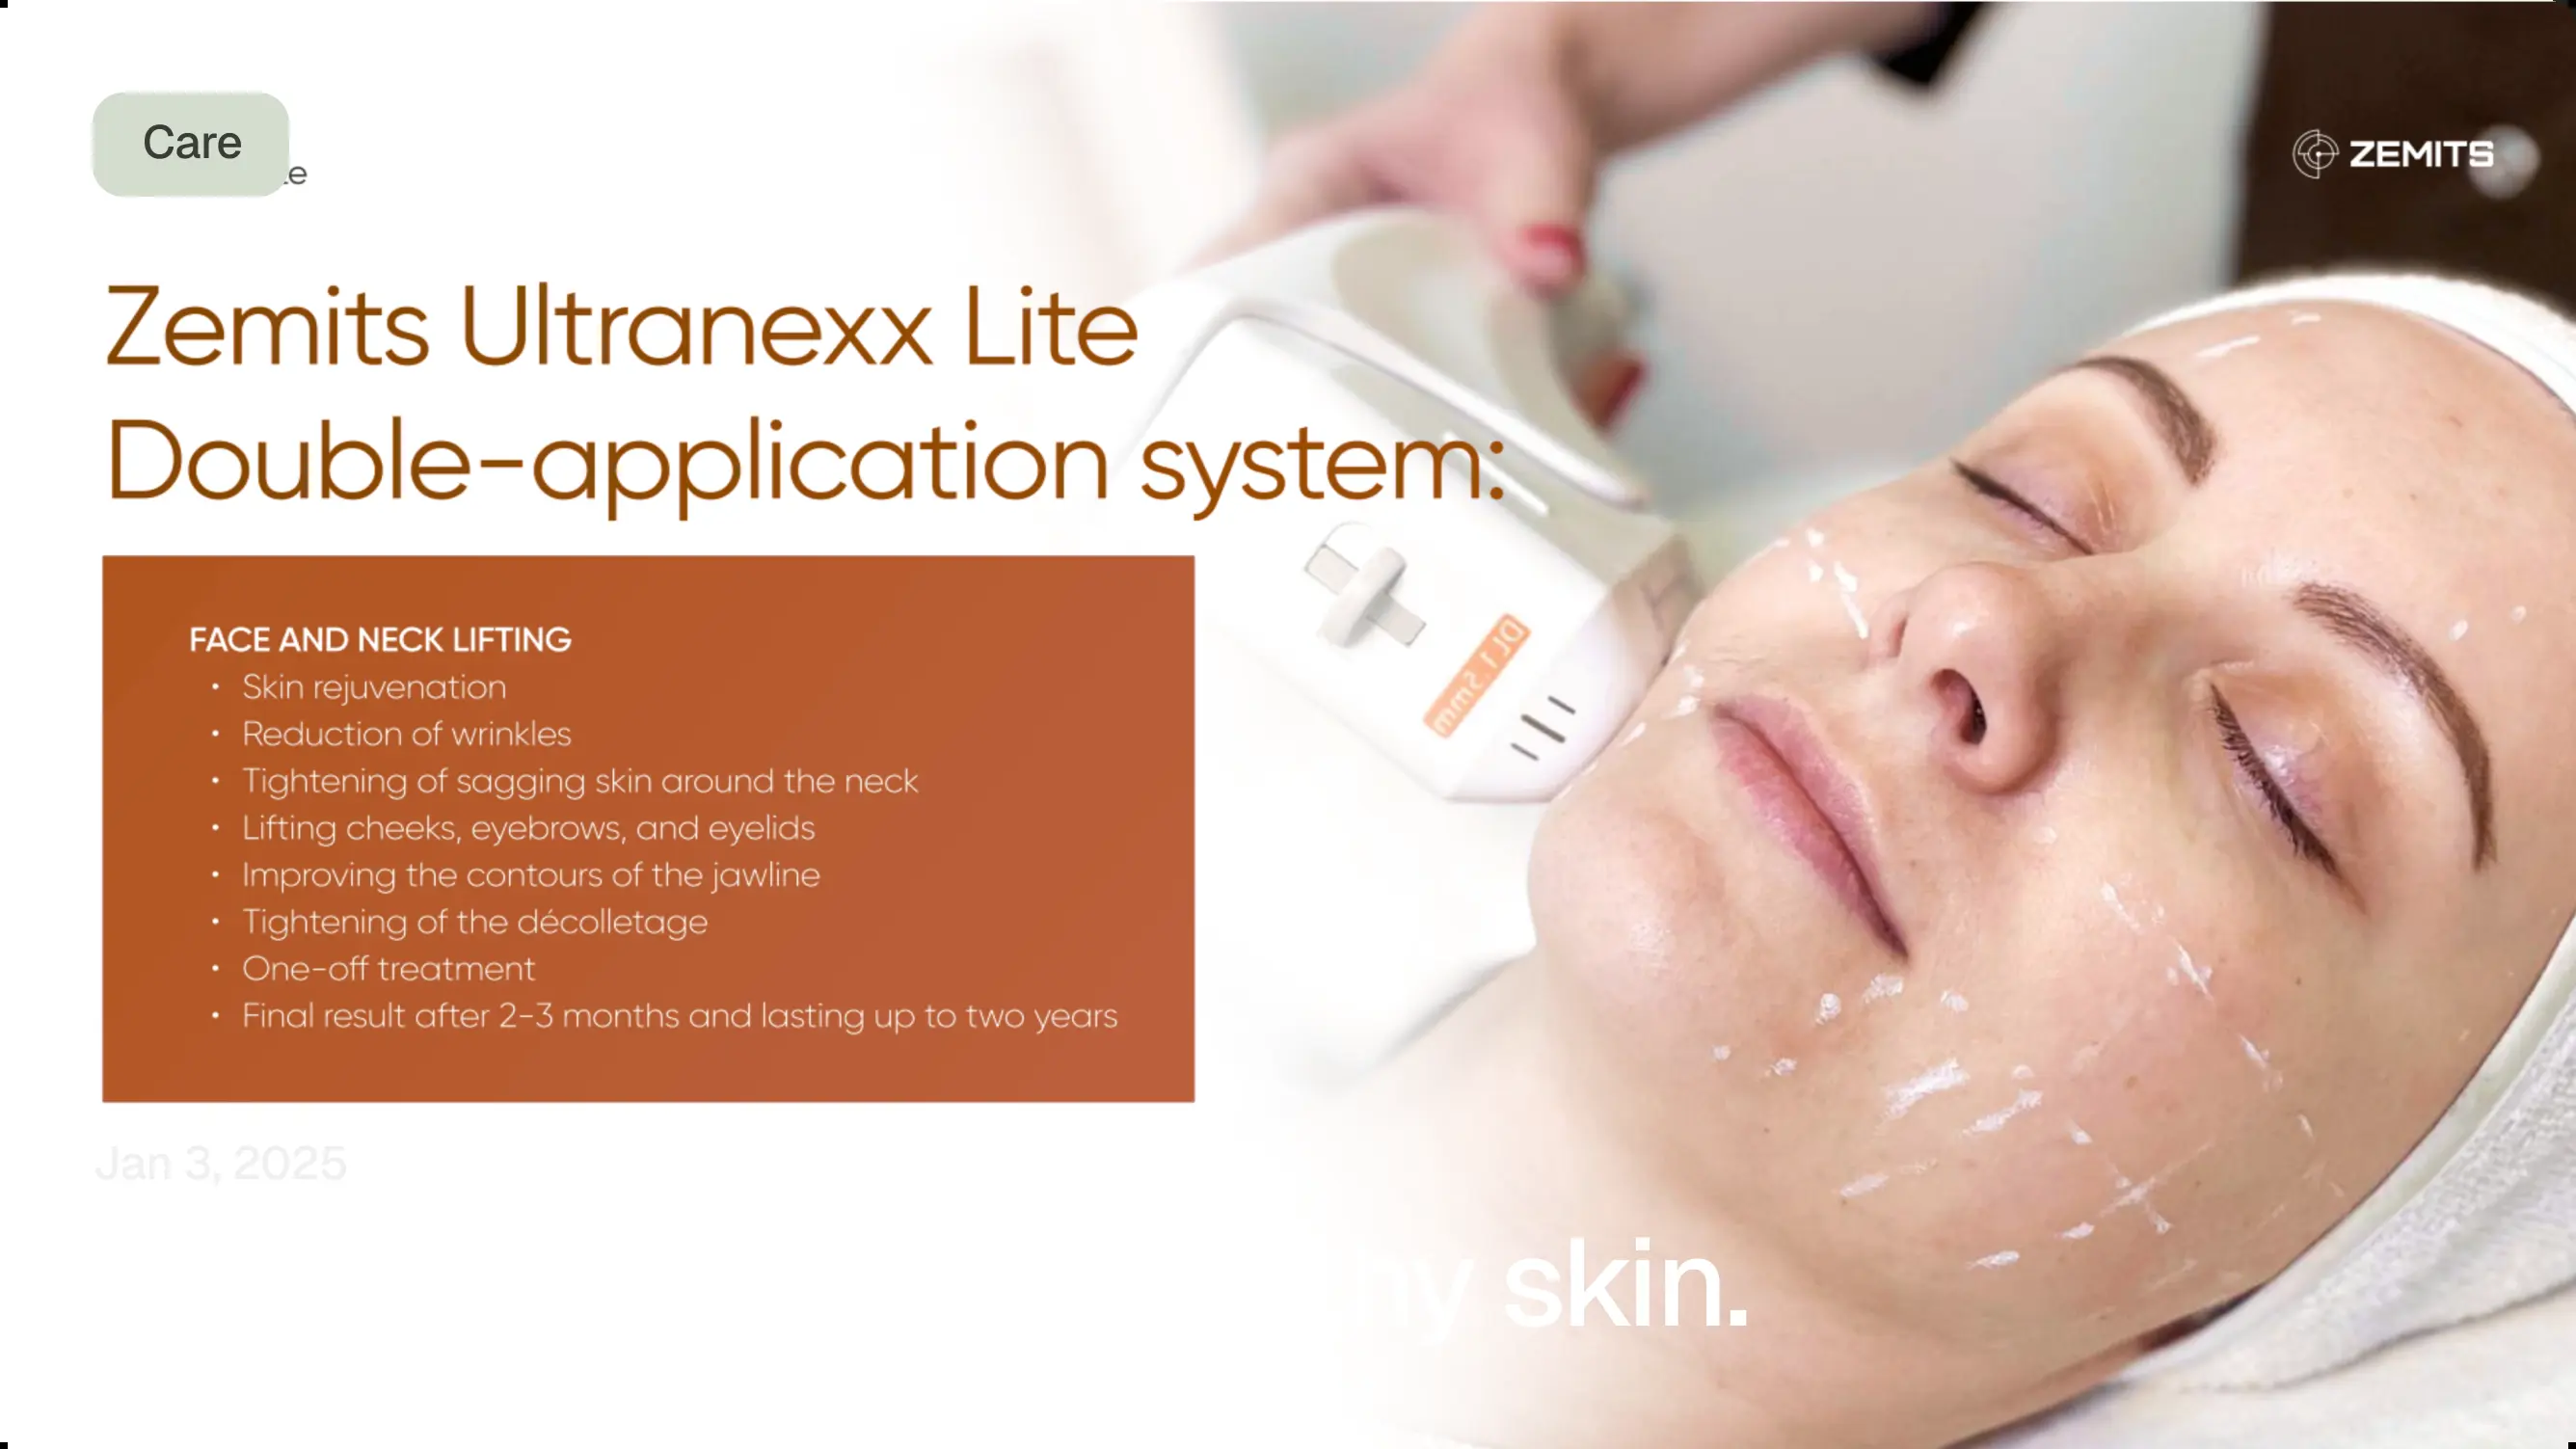 Care
ZEMITS
Zemits Ultranexx Lite
Double-application system:
FACE AND NECK LIFTING
• Skin rejuvenation
• Reduction of wrinkles
• Tightening of sagging skin around the neck
• Lifting cheeks, eyebrows, and eyelids
• Improving the contours of the jawline
• Tightening of the décolletage
• One-off treatment
• Final result after 2-3 months and lasting up to two years
Jan 3, 2025
skin.